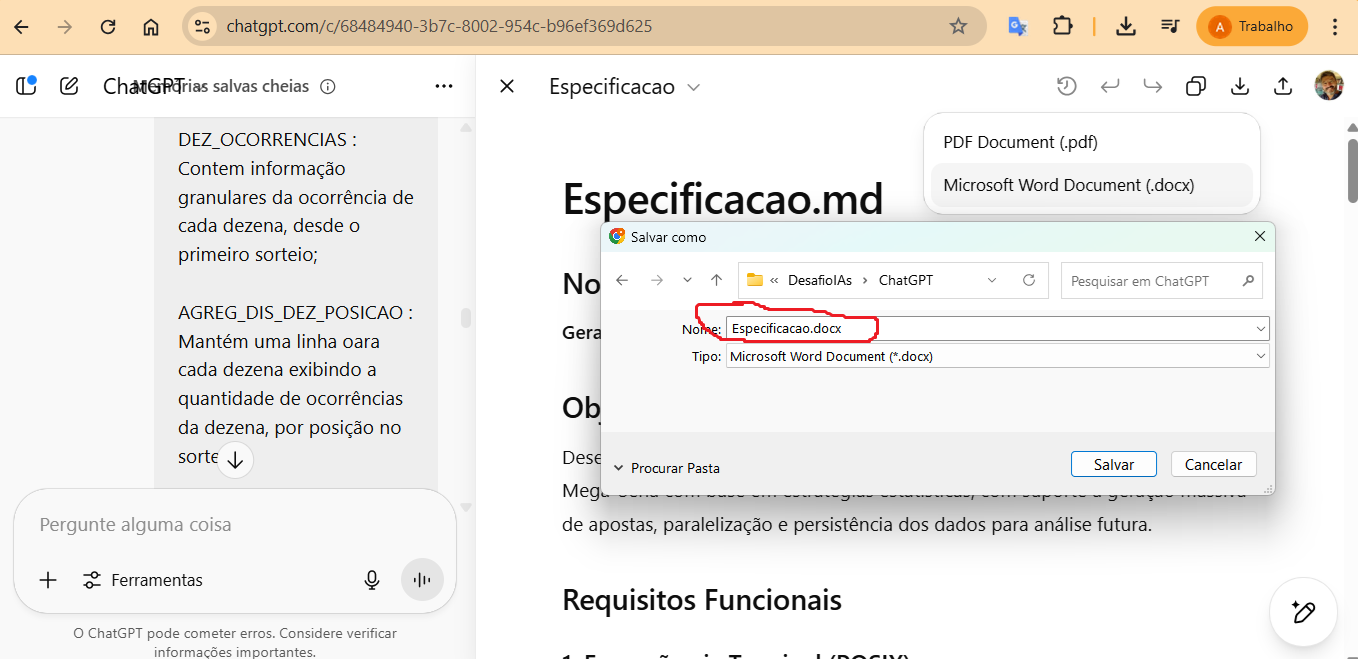 chatgpt.com/c/68484940-3b7c-8002-954c-b96ef369d625
A Trabalho
ChatGPT
Memórias salvas cheias
DEZ_OCORRENCIAS :
Contem informação
granulares da ocorrência de
cada dezena, desde o
primeiro sorteio;
AGREG_DIS_DEZ_POSICAO :
Mantém uma linha oara
cada dezena exibindo a
quantidade de ocorrências
da dezena, por posição no
sorte
Pergunte alguma coisa
Ferramentas
O ChatGPT pode cometer erros. Considere verificar
informações importantes.
Especificacao
PDF Document (.pdf)
Microsoft Word Document (.docx)
Especificacao.md
No
Gera
Obj
Dese
Salvar como
« DesafioIAs › ChatGPT
Pesquisar em ChatGPT
Nome: Especificacao.docx
Tipo: Microsoft Word Document (*.docx)
Procurar Pasta
Salvar
Cancelar
Mega-Sena com base em estratégias estatísticas, com suporte a geração massiva
de apostas, paralelização e persistência dos dados para análise futura.
Requisitos Funcionais
1. Execução via Terminal (POSIX)